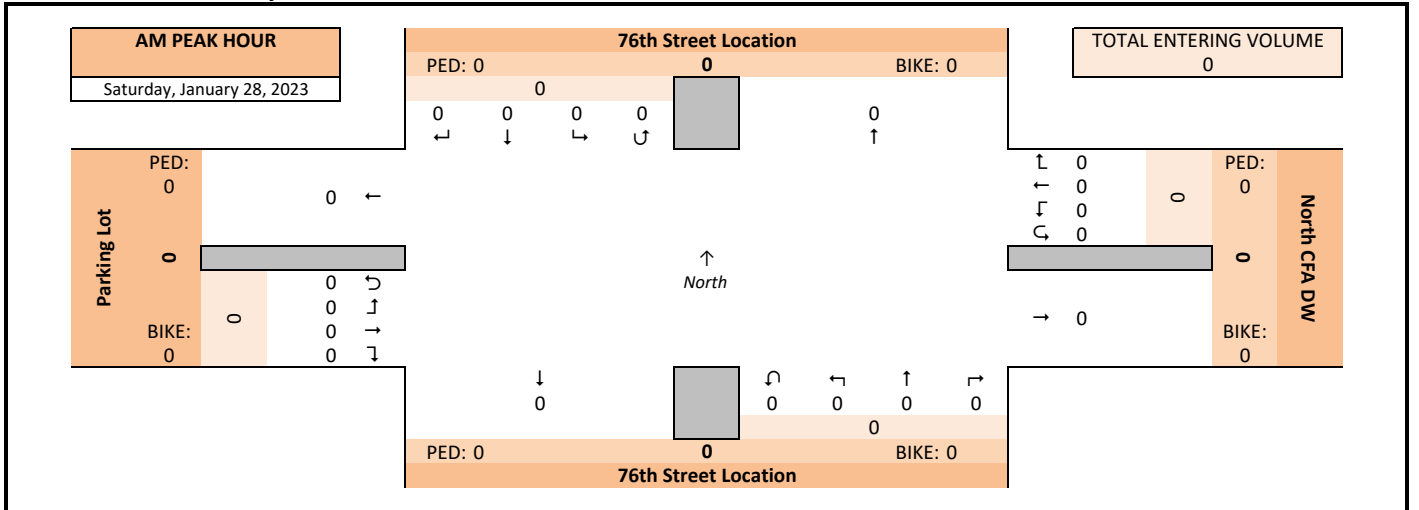 AM PEAK HOUR
Saturday, January 28, 2023
76th Street Location
PED: 0 0 BIKE: 0
0
0 0 0 0 0
↵ ↓ ↳ ↺ ↑
TOTAL ENTERING VOLUME
0
Parking Lot
PED:
0
0
BIKE:
0
0
0 ←
0 ⮌
0 ↰
0 →
0 ↴
↑
North
↱ 0
← 0
↓ 0
⮎ 0
→ 0
0
PED:
0
0
BIKE:
0
North CFA DW
↓
0
↶ ↰ ↑ ↱
0 0 0 0
0
PED: 0 0 BIKE: 0
76th Street Location